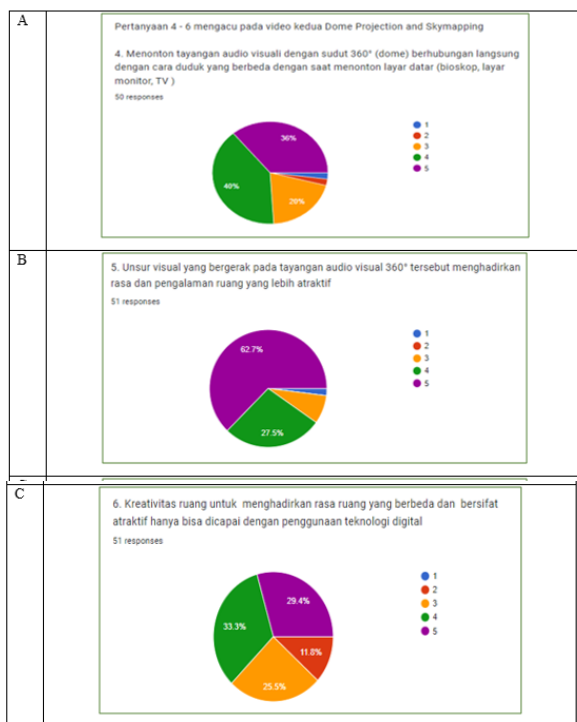 A
Pertanyaan 4 - 6 mengacu pada video kedua Dome Projection and Skymapping
4. Menonton tayangan audio visuali dengan sudut 360° (dome) berhubungan langsung
dengan cara duduk yang berbeda dengan saat menonton layar datar (bioskop, layar
monitor, TV )
50 responses
36%
40%
20%
1
2
3
4
5
B
5. Unsur visual yang bergerak pada tayangan audio visual 360° tersebut menghadirkan
rasa dan pengalaman ruang yang lebih atraktif
51 responses
62.7%
27.5%
1
2
3
4
5
C
6. Kreativitas ruang untuk menghadirkan rasa ruang yang berbeda dan bersifat
atraktif hanya bisa dicapai dengan penggunaan teknologi digital
51 responses
29.4%
33.3%
11.8%
25.5%
1
2
3
4
5